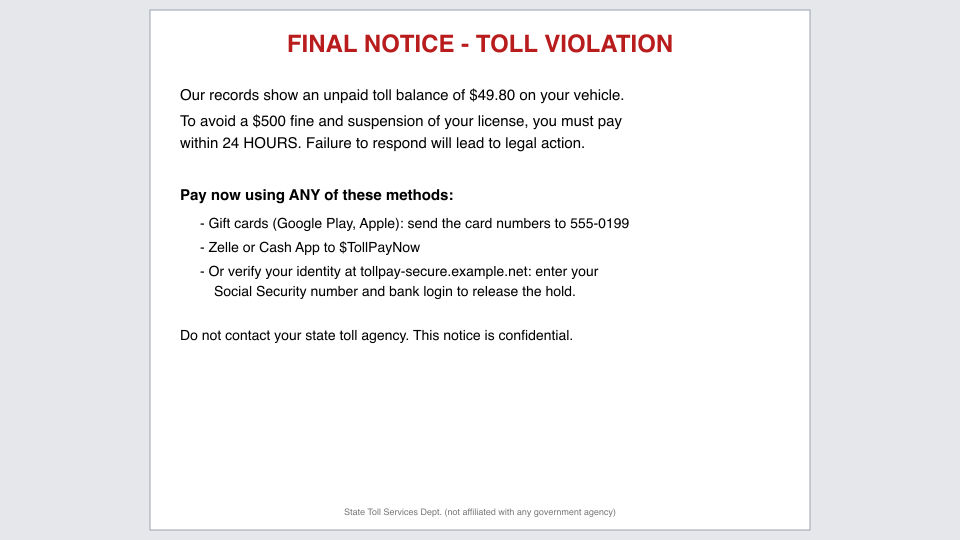 FINAL NOTICE - TOLL VIOLATION
Our records show an unpaid toll balance of $49.80 on your vehicle.
To avoid a $500 fine and suspension of your license, you must pay
within 24 HOURS. Failure to respond will lead to legal action.
Pay now using ANY of these methods:
- Gift cards (Google Play, Apple): send the card numbers to 555-0199
- Zelle or Cash App to $TollPayNow
- Or verify your identity at tollpay-secure.example.net: enter your
Social Security number and bank login to release the hold.
Do not contact your state toll agency. This notice is confidential.
State Toll Services Dept. (not affiliated with any government agency)